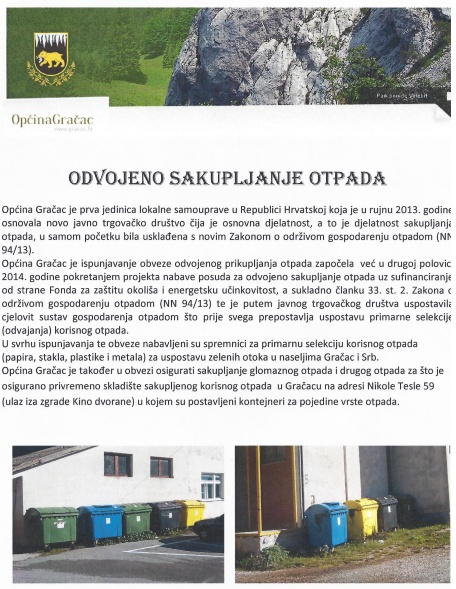 Park prirode Velebit
OpćinaGračac
www.gracac.hr
ODVOJENO SAKUPLJANJE OTPADA
Općina Gračac je prva jedinica lokalne samouprave u Republici Hrvatskoj koja je u rujnu 2013. godine
osnovala novo javno trgovačko društvo čija je osnovna djelatnost, a to je djelatnost sakupljanja
otpada, u samom početku bila usklađena s novim Zakonom o održivom gospodarenju otpadom (NN
94/13).
Općina Gračac je ispunjavanje obveze odvojenog prikupljanja otpada započela već u drugoj polovici
2014. godine pokretanjem projekta nabave posuda za odvojeno sakupljanje otpada uz sufinanciranje
od strane Fonda za zaštitu okoliša i energetsku učinkovitost, a sukladno članku 33. st. 2. Zakona o
održivom gospodarenju otpadom (NN 94/13) te je putem javnog trgovačkog društva uspostavila
cjelovit sustav gospodarenja otpadom što prije svega prepostavlja uspostavu primarne selekcije
(odvajanja) korisnog otpada.
U svrhu ispunjavanja te obveze nabavljeni su spremnici za primarnu selekciju korisnog otpada
(papira, stakla, plastike i metala) za uspostavu zelenih otoka u naseljima Gračac i Srb.
Općina Gračac je također u obvezi osigurati sakupljanje glomaznog otpada i drugog otpada za što je
osigurano privremeno skladište sakupljenog korisnog otpada u Gračacu na adresi Nikole Tesle 59
(ulaz iza zgrade Kino dvorane) u kojem su postavljeni kontejneri za pojedine vrste otpada.